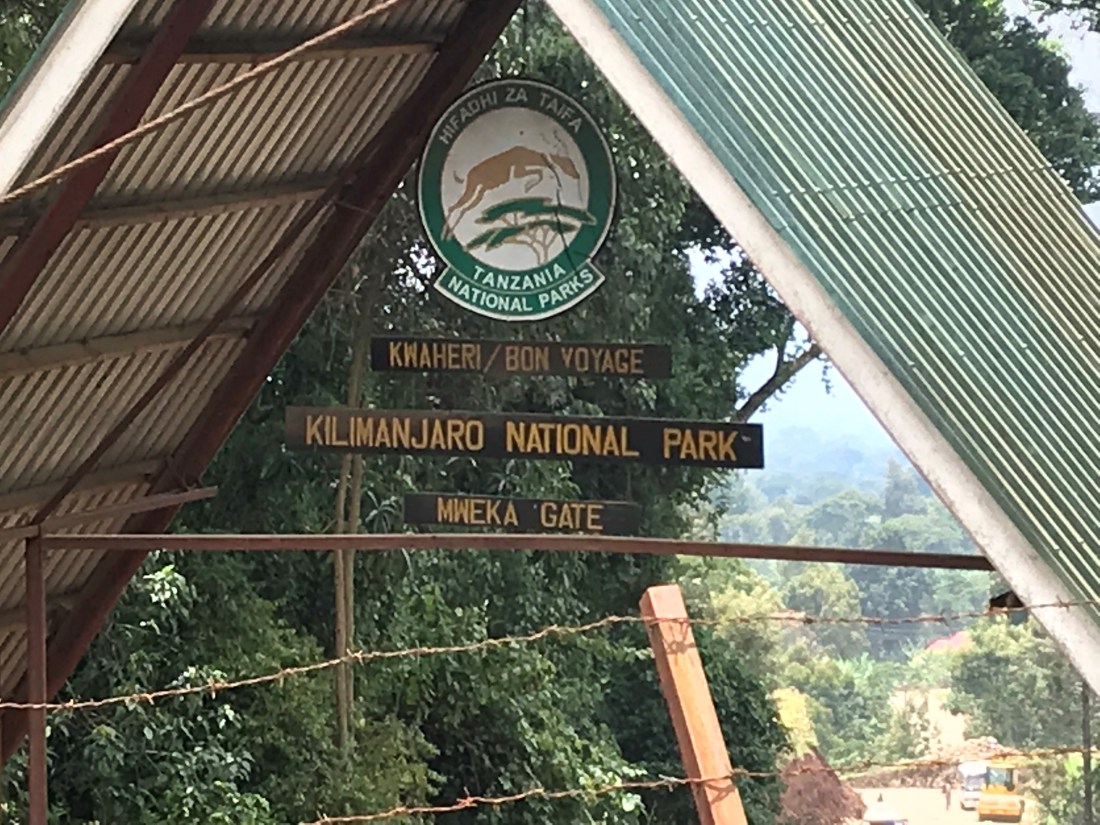 HIFADHI ZA TAIFA
TANZANIA
NATIONAL PARKS
KWAHERI/BON VOYAGE
KILIMANJARO NATIONAL PARK
MWEKA GATE